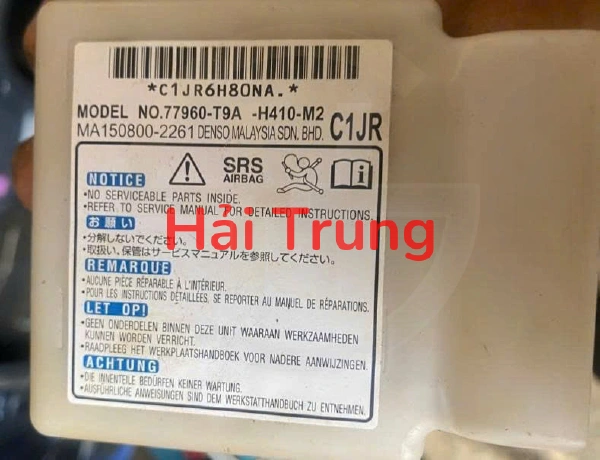 *C1JR6H80NA.*
MODEL NO.77960-T9A -H410-M2
MA150800-2261 DENSO MALAYSIA SDN. BHD. C1JR
SRS
AIRBAG
NOTICE
•NO SERVICEABLE PARTS INSIDE.
•REFER TO SERVICE MANUAL FOR DETAILED INSTRUCTIONS.
お願い
•分解しないでください。
•取扱い、保管はサービスマニュアルを参照してください。
Hải Trung
REMARQUE
•AUCUNE PIÈCE RÉPARABLE À L'INTÉRIEUR.
•POUR LES INSTRUCTIONS DÉTAILLÉES, SE REPORTER AU MANUEL DE RÉPARATIONS.
LET OP!
•GEEN ONDERDELEN BINNEN DEZE UNIT WAARAAN WERKZAAMHEDEN
KUNNEN WORDEN VERRICHT.
•RAADPLEEG HET WERKPLAATSHANDBOEK VOOR NADERE AANWIJZINGEN.
ACHTUNG
•DIE INNENTEILE BEDÜRFEN KEINER WARTUNG.
•AUSFÜHRLICHE ANWEISUNGEN SIND DEM WERKSTATTHANDBUCH ZU ENTNEHMEN.